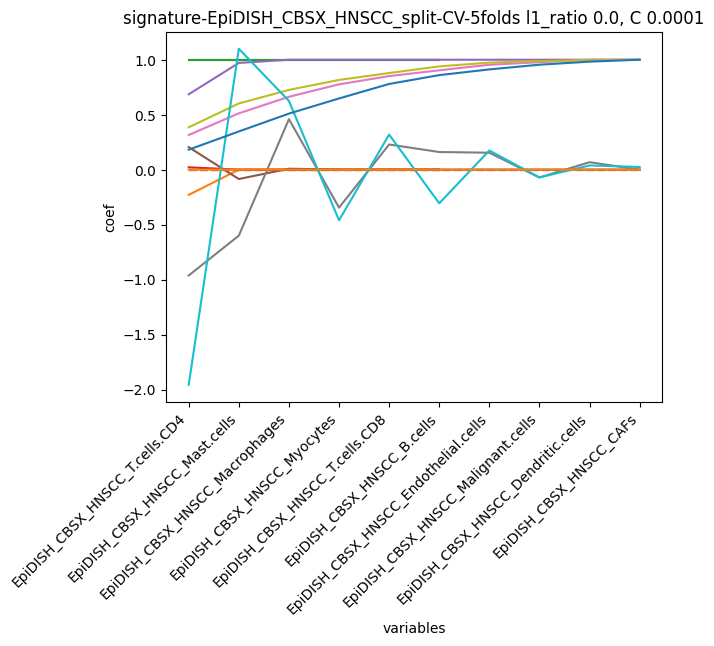 signature-EpiDISH_CBSX_HNSCC_split-CV-5folds l1_ratio 0.0, C 0.0001
1.0
0.5
0.0
−0.5
−1.0
−1.5
−2.0
coef
EpiDISH_CBSX_HNSCC_T.cells.CD4
EpiDISH_CBSX_HNSCC_Mast.cells
EpiDISH_CBSX_HNSCC_Macrophages
EpiDISH_CBSX_HNSCC_Myocytes
EpiDISH_CBSX_HNSCC_T.cells.CD8
EpiDISH_CBSX_HNSCC_B.cells
EpiDISH_CBSX_HNSCC_Endothelial.cells
EpiDISH_CBSX_HNSCC_Malignant.cells
EpiDISH_CBSX_HNSCC_Dendritic.cells
EpiDISH_CBSX_HNSCC_CAFs
variables